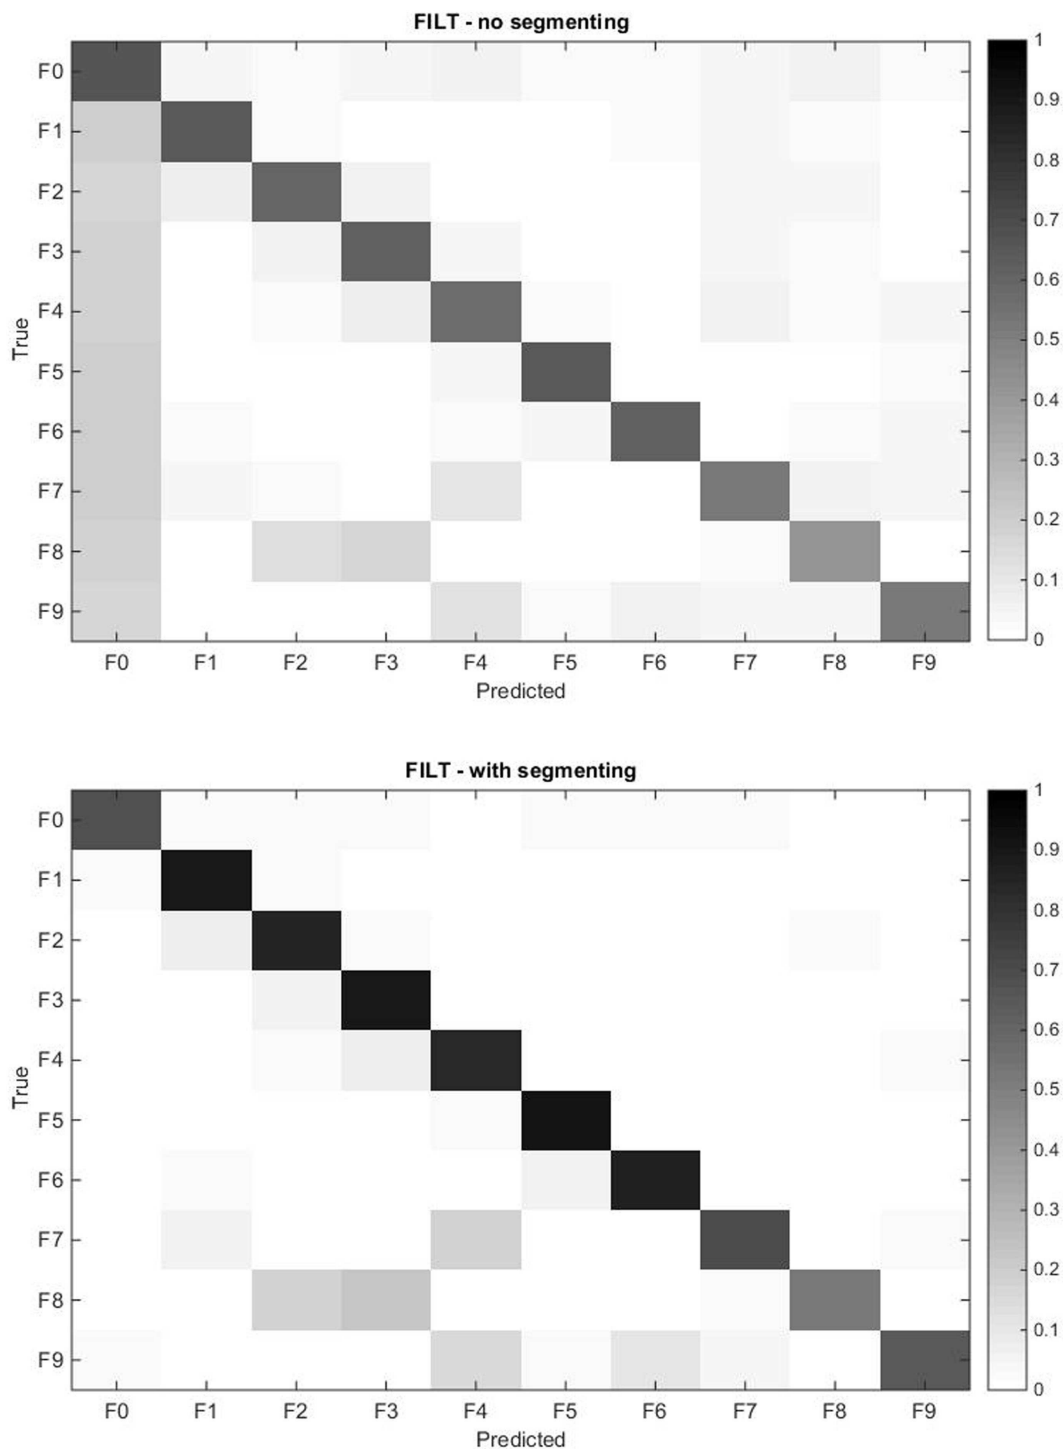 FILT - no segmenting
F0
F1
F2
F3
F4
F5
F6
F7
F8
F9
True
F0 F1 F2 F3 F4 F5 F6 F7 F8 F9
Predicted
1
0.9
0.8
0.7
0.6
0.5
0.4
0.3
0.2
0.1
0
FILT - with segmenting
F0
F1
F2
F3
F4
F5
F6
F7
F8
F9
True
F0 F1 F2 F3 F4 F5 F6 F7 F8 F9
Predicted
1
0.9
0.8
0.7
0.6
0.5
0.4
0.3
0.2
0.1
0